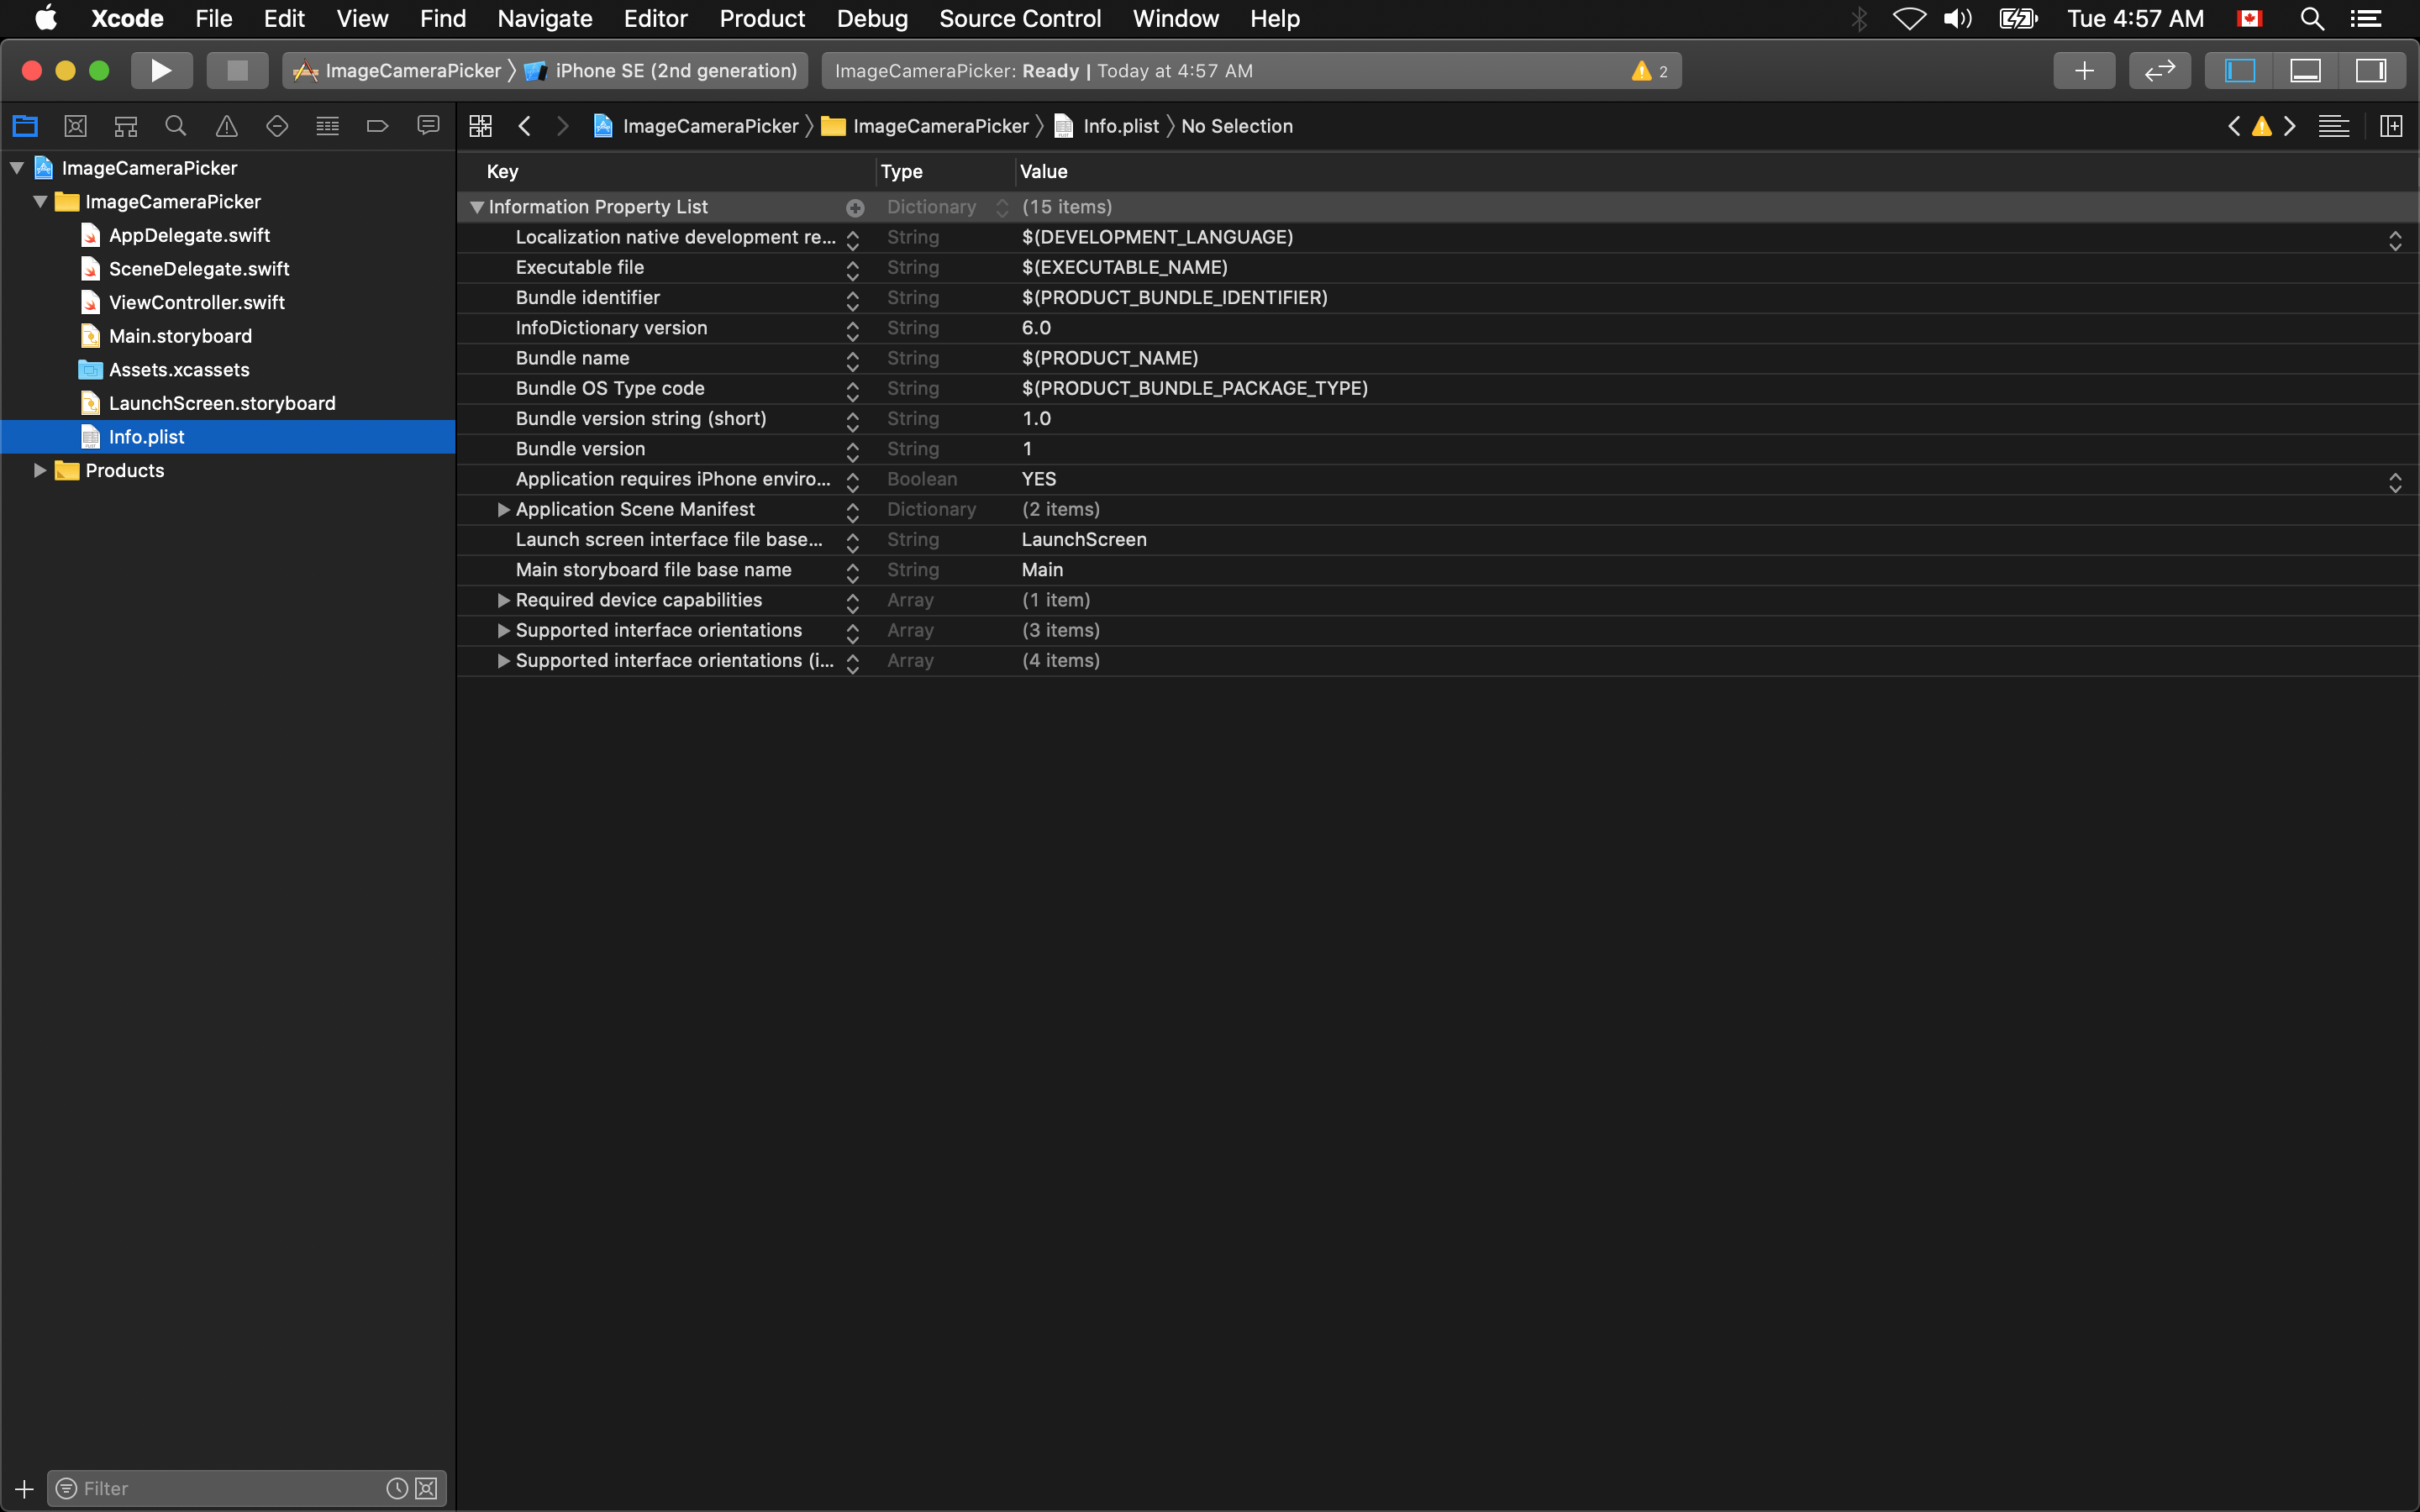 Xcode File Edit View Find Navigate Editor Product Debug Source Control Window Help Tue 4:57 AM
ImageCameraPicker iPhone SE (2nd generation) ImageCameraPicker: Ready | Today at 4:57 AM 2
ImageCameraPicker ImageCameraPicker Info.plist No Selection
ImageCameraPicker
ImageCameraPicker
AppDelegate.swift
SceneDelegate.swift
ViewController.swift
Main.storyboard
Assets.xcassets
LaunchScreen.storyboard
Info.plist
Products
Filter
Key Type Value
Information Property List Dictionary (15 items)
Localization native development re... String $(DEVELOPMENT_LANGUAGE)
Executable file String $(EXECUTABLE_NAME)
Bundle identifier String $(PRODUCT_BUNDLE_IDENTIFIER)
InfoDictionary version String 6.0
Bundle name String $(PRODUCT_NAME)
Bundle OS Type code String $(PRODUCT_BUNDLE_PACKAGE_TYPE)
Bundle version string (short) String 1.0
Bundle version String 1
Application requires iPhone enviro... Boolean YES
Application Scene Manifest Dictionary (2 items)
Launch screen interface file base... String LaunchScreen
Main storyboard file base name String Main
Required device capabilities Array (1 item)
Supported interface orientations Array (3 items)
Supported interface orientations (i... Array (4 items)